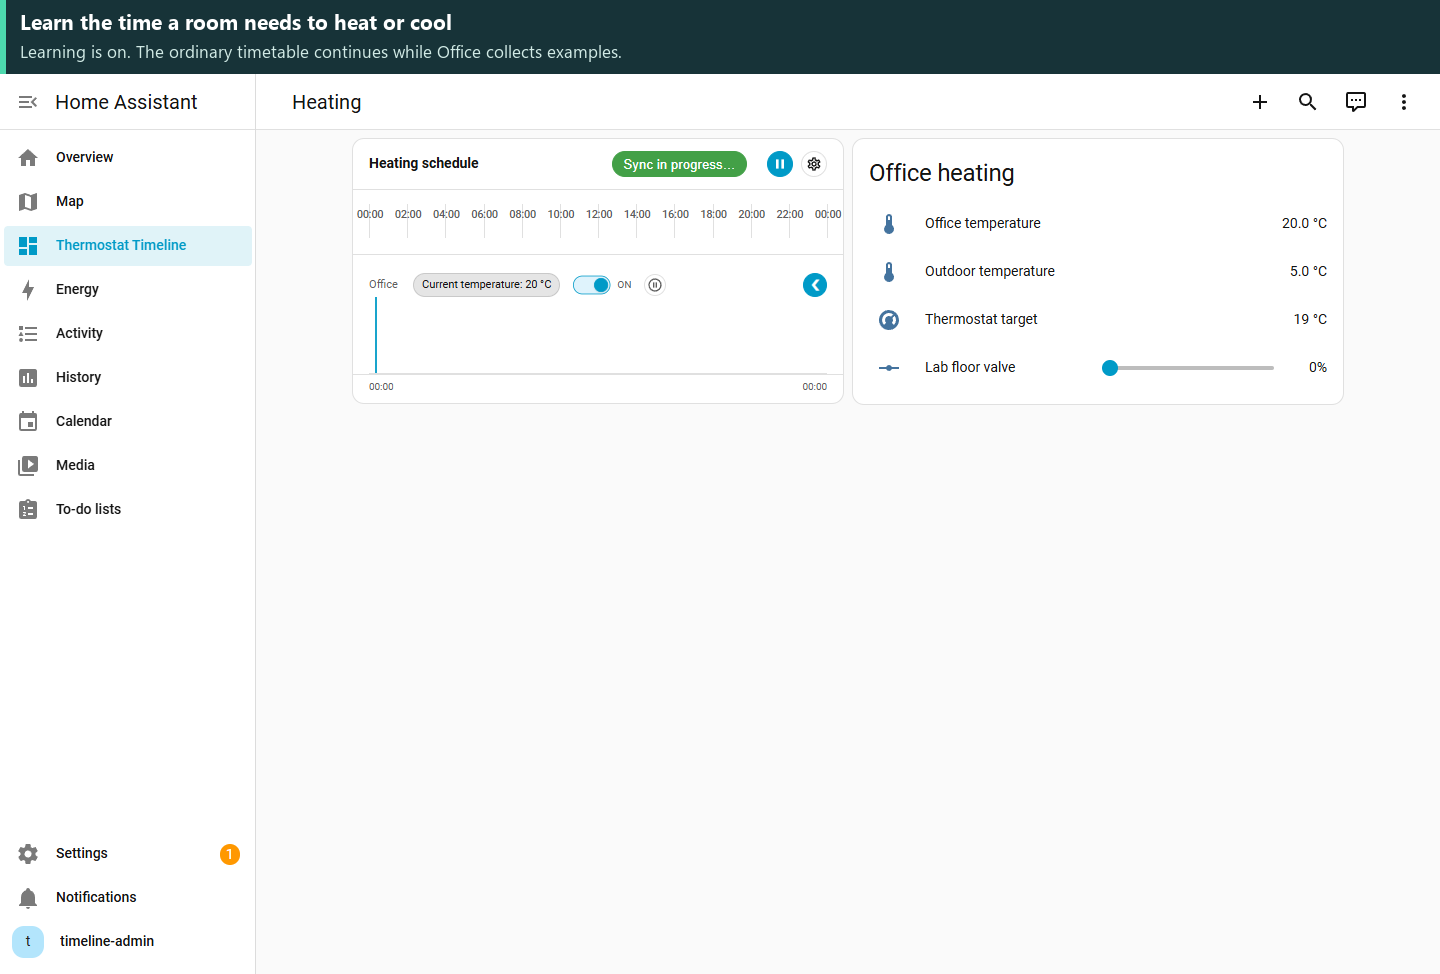 Learn the time a room needs to heat or cool
Learning is on. The ordinary timetable continues while Office collects examples.
Home Assistant
Heating
Overview
Map
Thermostat Timeline
Energy
Activity
History
Calendar
Media
To-do lists
Settings
1
Notifications
t
timeline-admin
Heating schedule
Sync in progress...
00:00 02:00 04:00 06:00 08:00 10:00 12:00 14:00 16:00 18:00 20:00 22:00 00:00
Office
Current temperature: 20 °C
ON
00:00
00:00
Office heating
Office temperature
20.0 °C
Outdoor temperature
5.0 °C
Thermostat target
19 °C
Lab floor valve
0%